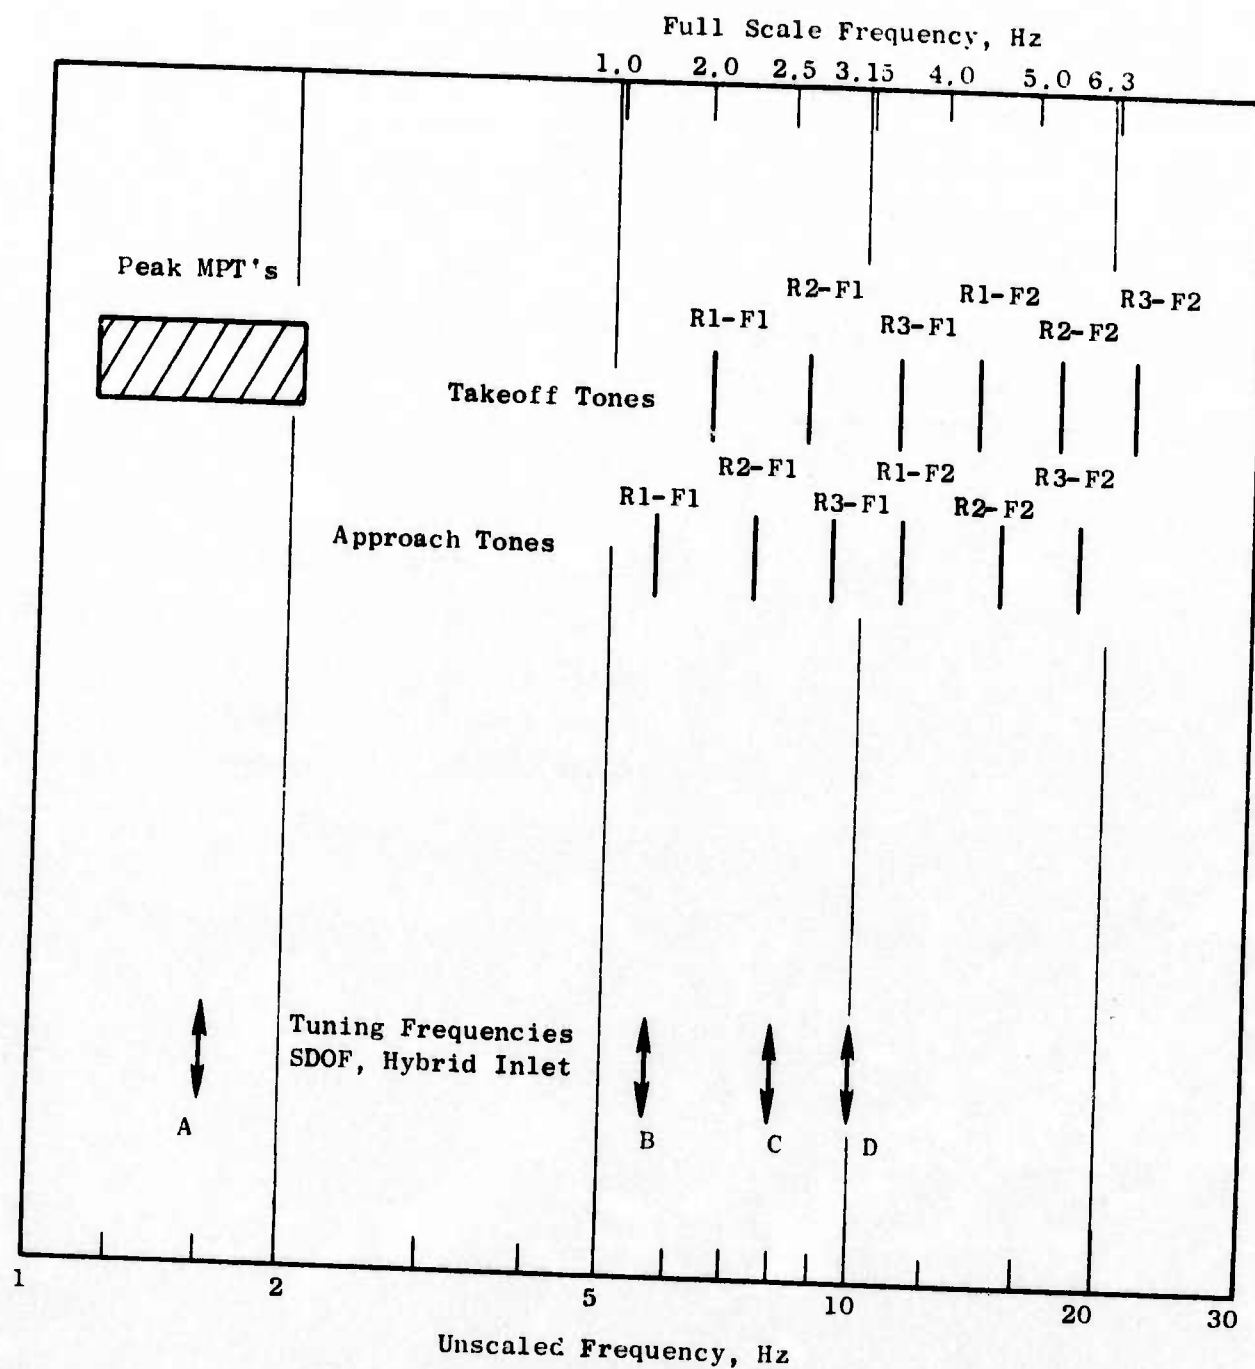 Full Scale Frequency, Hz
1.0 2.0 2.5 3.15 4.0 5.0 6.3
Peak MPT's
R2-F1 R1-F2 R3-F2
R1-F1 R3-F1 R2-F2
Takeoff Tones
R2-F1 R1-F2 R3-F2
R1-F1 R3-F1 R2-F2
Approach Tones
Tuning Frequencies
SDOF, Hybrid Inlet
A B C D
1 2 5 10 20 30
Unscaled Frequency, Hz